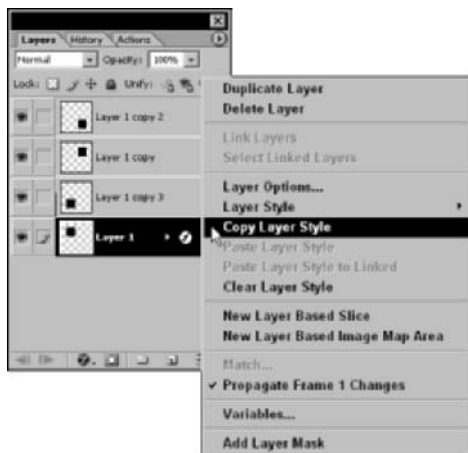 Layers History Actions
Normal Opacity: 100%
Lock: Unify:
Layer 1 copy 2
Layer 1 copy
Layer 1 copy 3
Layer 1
Duplicate Layer
Delete Layer
Link Layers
Select Linked Layers
Layer Options...
Layer Style
Copy Layer Style
Paste Layer Style
Paste Layer Style to Linked
Clear Layer Style
New Layer Based Slice
New Layer Based Image Map Area
Match...
Propagate Frame 1 Changes
Variables...
Add Layer Mask